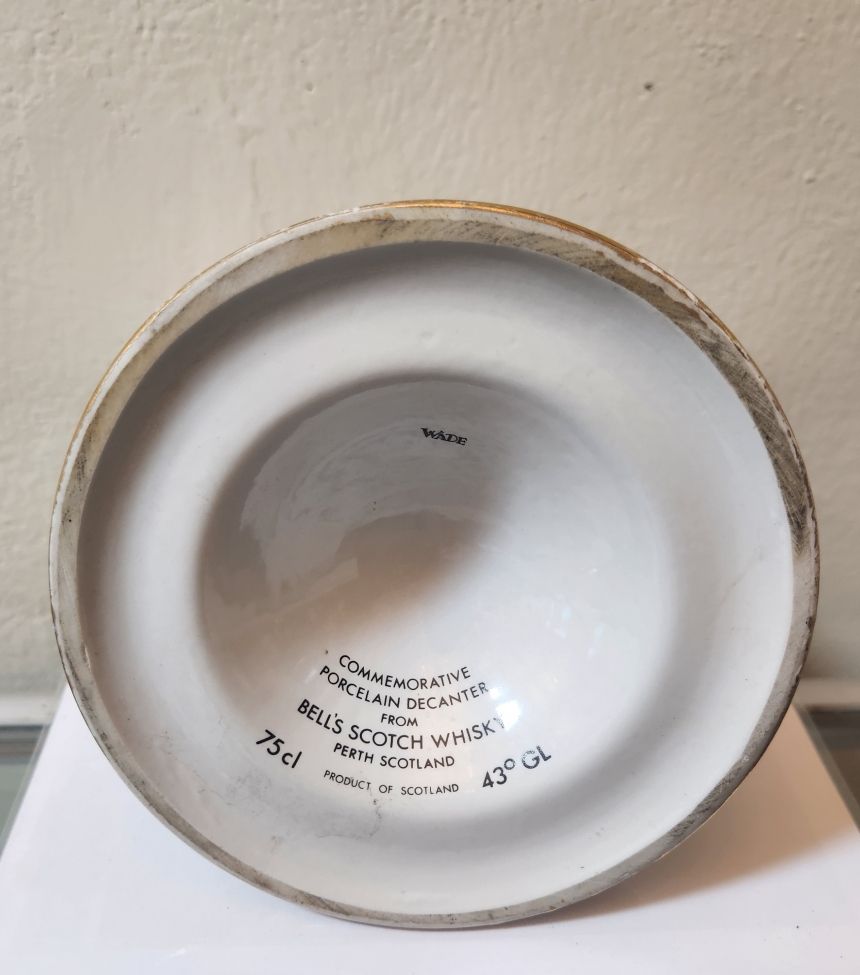 WADE
COMMEMORATIVE
PORCELAIN DECANTER
FROM
BELL'S SCOTCH WHISKY
PERTH SCOTLAND
75cl
PRODUCT OF SCOTLAND
43° GL